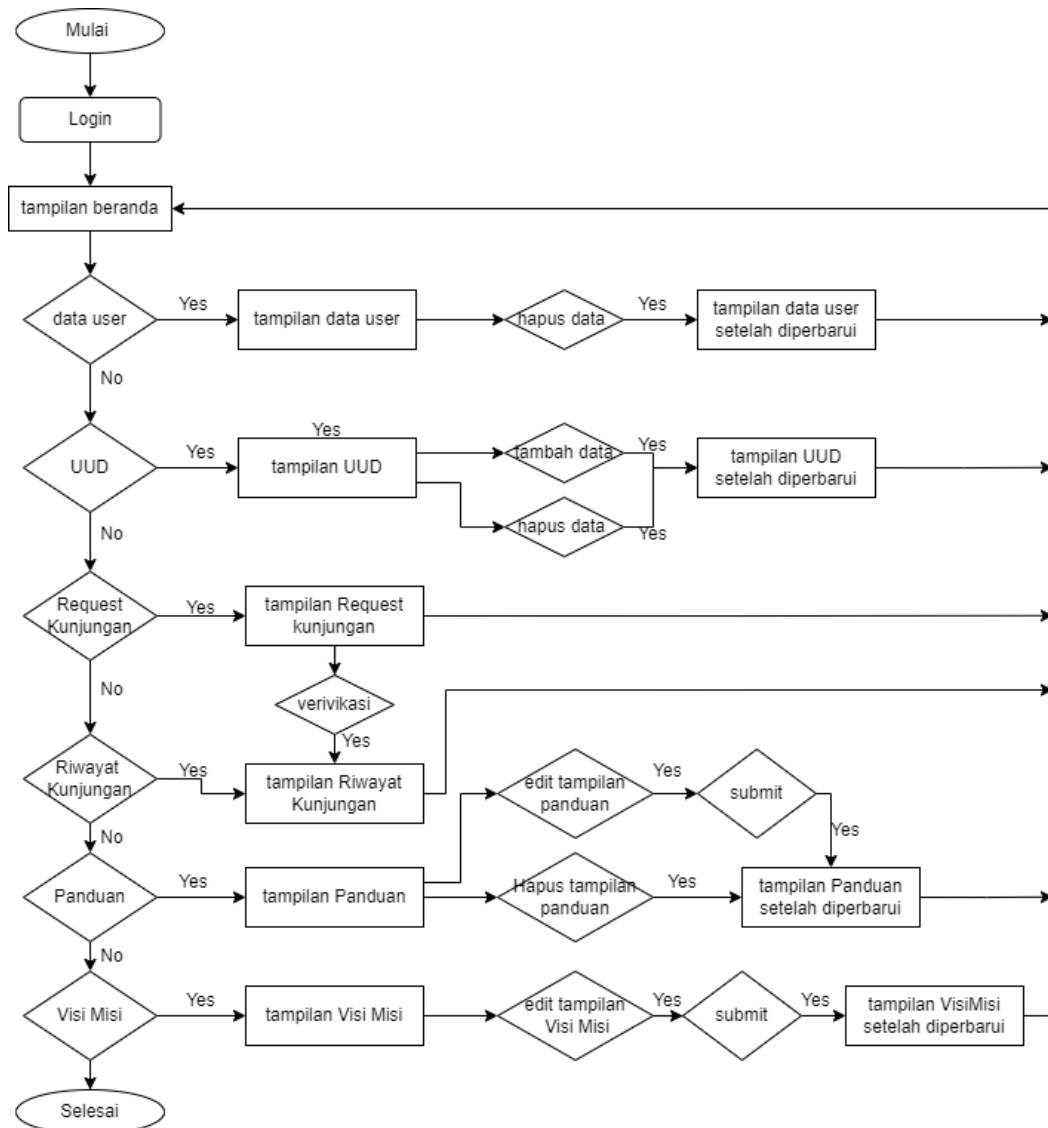 Mulai
Login
tampilan beranda
data user
Yes
tampilan data user
hapus data
Yes
tampilan data user
setelah diperbarui
No
UUD
Yes
Yes
tampilan UUD
tambah data
Yes
tampilan UUD
setelah diperbarui
hapus data
Yes
No
Request
Kunjungan
Yes
tampilan Request
kunjungan
No
verivikasi
Yes
Riwayat
Kunjungan
Yes
tampilan Riwayat
Kunjungan
edit tampilan
panduan
Yes
submit
Yes
No
Panduan
Yes
tampilan Panduan
Hapus tampilan
panduan
Yes
tampilan Panduan
setelah diperbarui
No
Visi Misi
Yes
tampilan Visi Misi
edit tampilan
Visi Misi
Yes
submit
Yes
tampilan VisiMisi
setelah diperbarui
Selesai